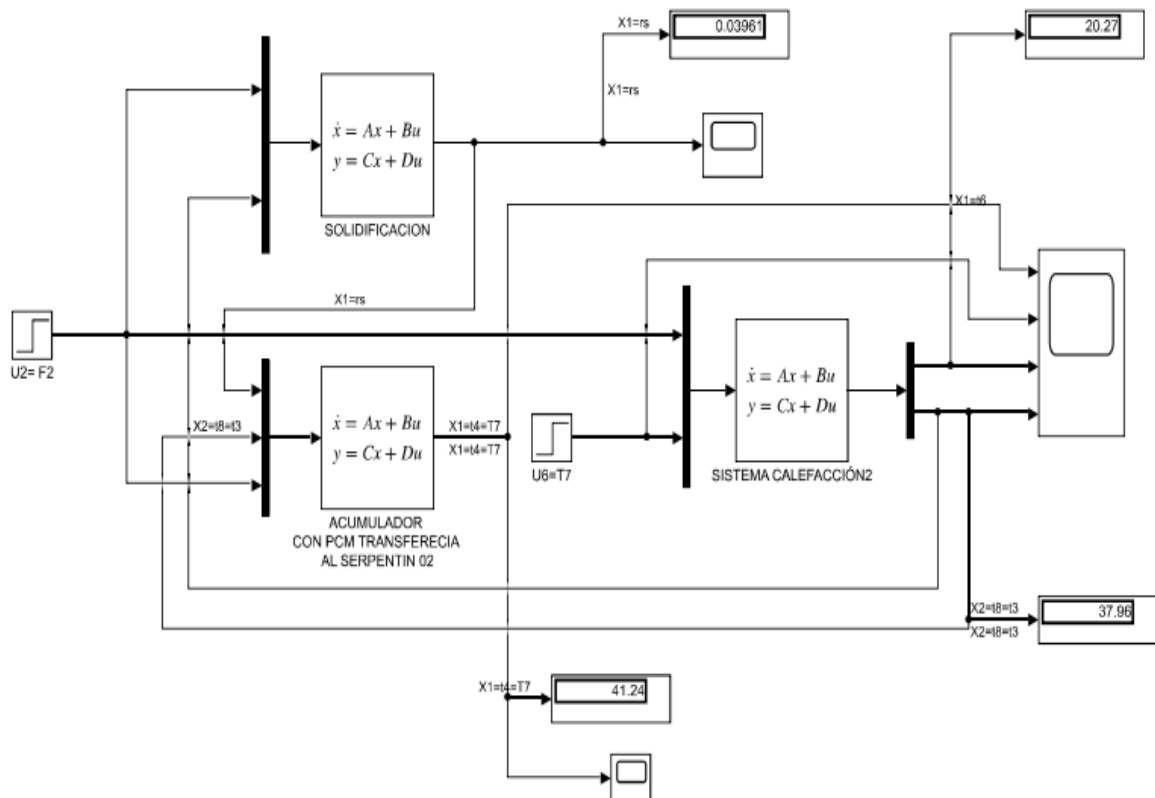 X1=rs
0.03961
20.27
X1=rs
ẋ = Ax + Bu
y = Cx + Du
SOLIDIFICACION
X1=t6
X1=rs
U2= F2
ẋ = Ax + Bu
y = Cx + Du
X2=t8=t3
X1=t4=T7
X1=t4=T7
ACUMULADOR
CON PCM TRANSFERECIA
AL SERPENTIN 02
U6=T7
ẋ = Ax + Bu
y = Cx + Du
SISTEMA CALEFACCIÓN2
X2=t8=t3
X2=t8=t3
37.96
X1=t4=T7
41.24